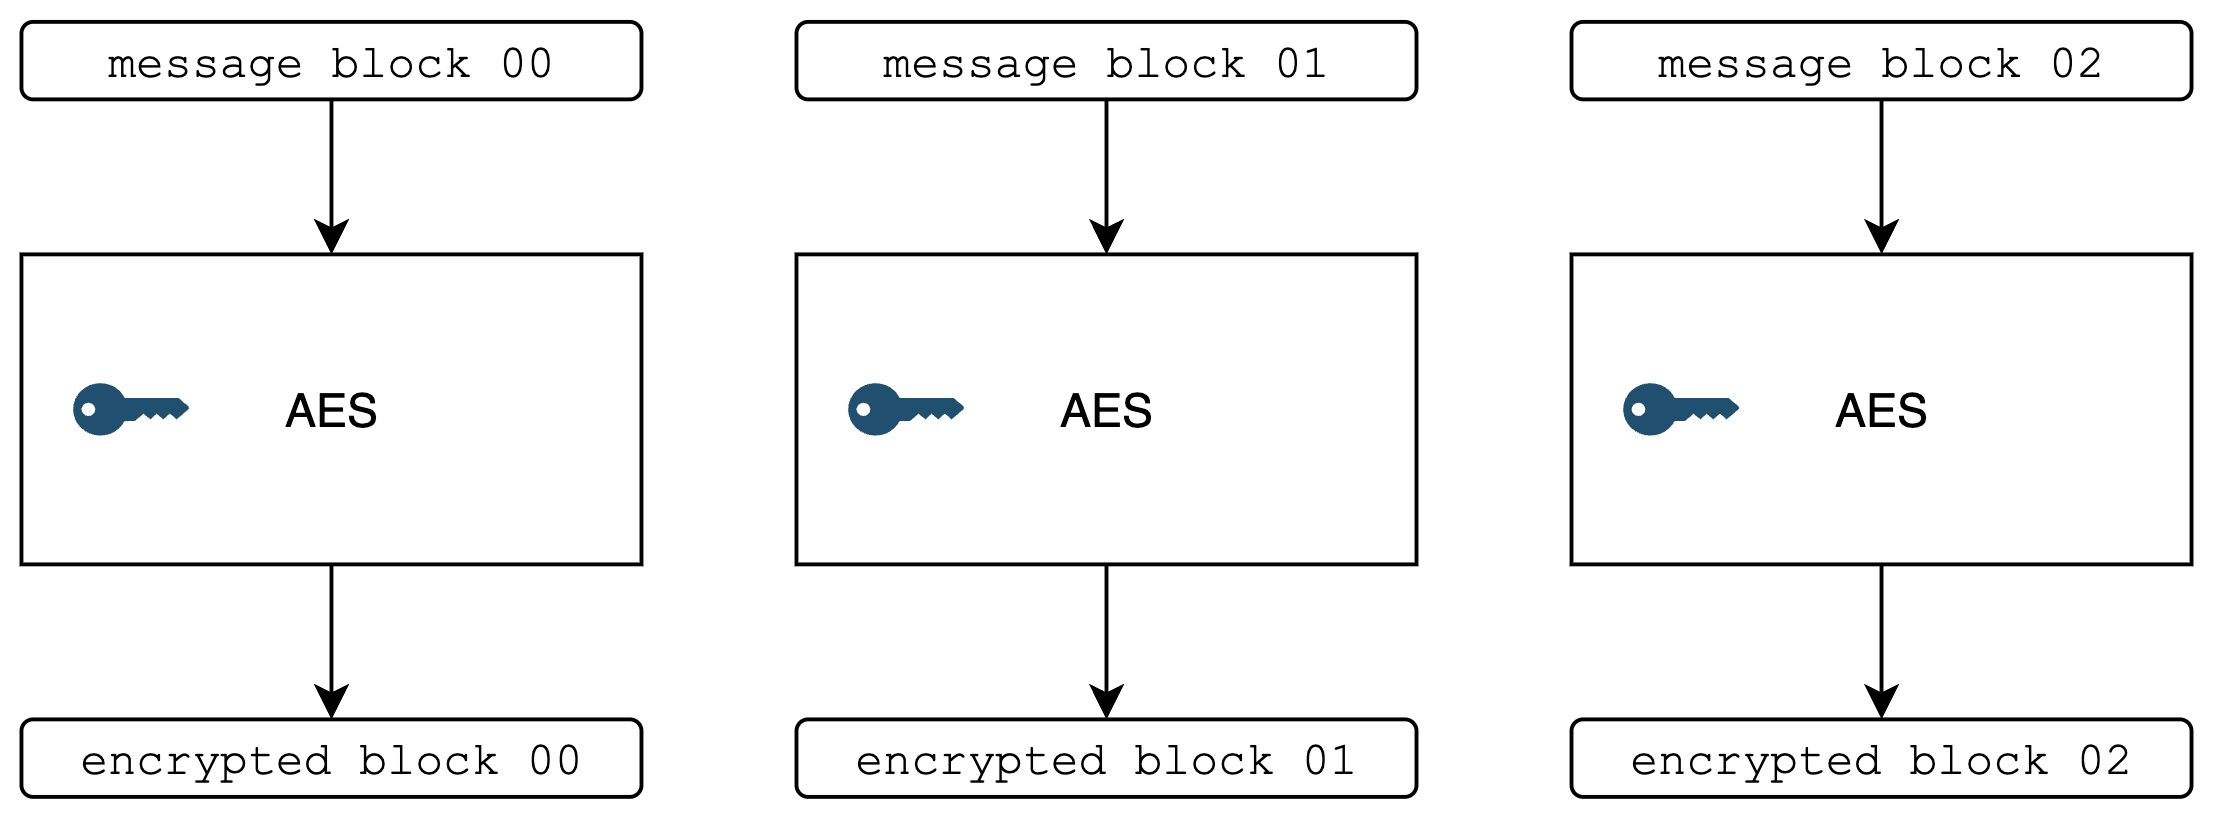 message block 00
message block 01
message block 02
AES
AES
AES
encrypted block 00
encrypted block 01
encrypted block 02